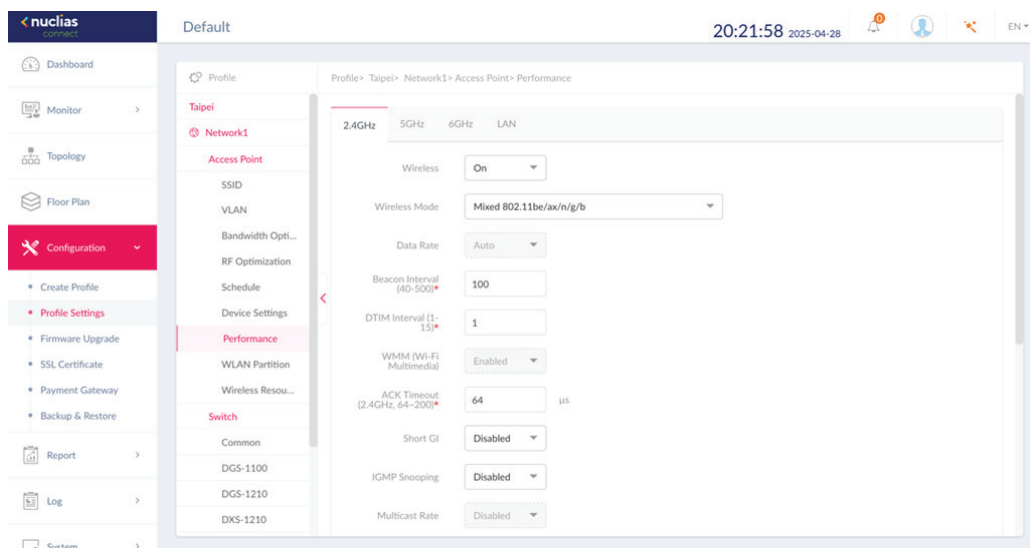 nuclias
connect
Default
20:21:58 2025-04-28
0
EN
Dashboard
Monitor
Topology
Floor Plan
Configuration
Create Profile
Profile Settings
Firmware Upgrade
SSL Certificate
Payment Gateway
Backup & Restore
Report
Log
System
Profile
Taipei
Network1
Access Point
SSID
VLAN
Bandwidth Opti...
RF Optimization
Schedule
Device Settings
Performance
WLAN Partition
Wireless Resou...
Switch
Common
DGS-1100
DGS-1210
DXS-1210
Profile> Taipei> Network1> Access Point> Performance
2.4GHz 5GHz 6GHz LAN
Wireless On
Wireless Mode Mixed 802.11be/ax/n/g/b
Data Rate Auto
Beacon Interval
(40-500)* 100
DTIM Interval (1-
15)* 1
WMM (Wi-Fi
Multimedia) Enabled
ACK Timeout
(2.4GHz, 64~200)* 64 μs
Short GI Disabled
IGMP Snooping Disabled
Multicast Rate Disabled